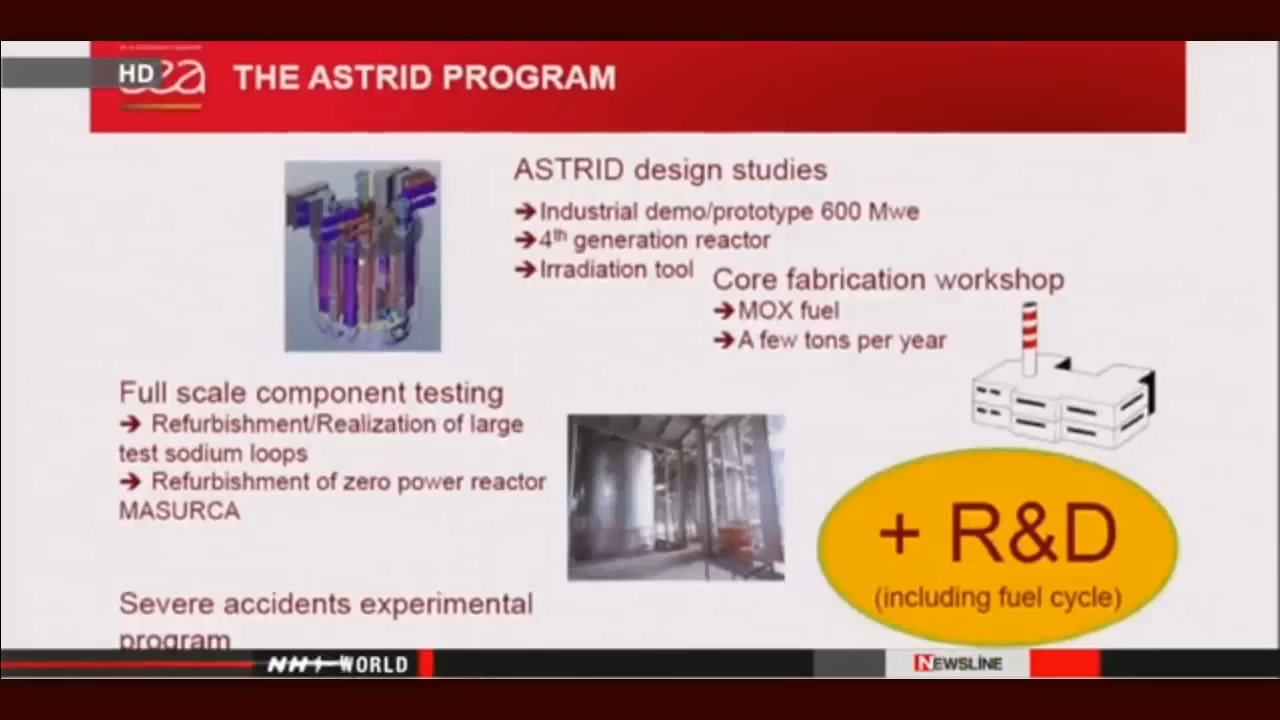 HD
THE ASTRID PROGRAM
ASTRID design studies
➔Industrial demo/prototype 600 Mwe
➔4th generation reactor
➔Irradiation tool
Core fabrication workshop
➔MOX fuel
➔A few tons per year
Full scale component testing
➔ Refurbishment/Realization of large
test sodium loops
➔ Refurbishment of zero power reactor
MASURCA
+ R&D
(including fuel cycle)
Severe accidents experimental
program
NHK WORLD
NEWSLINE